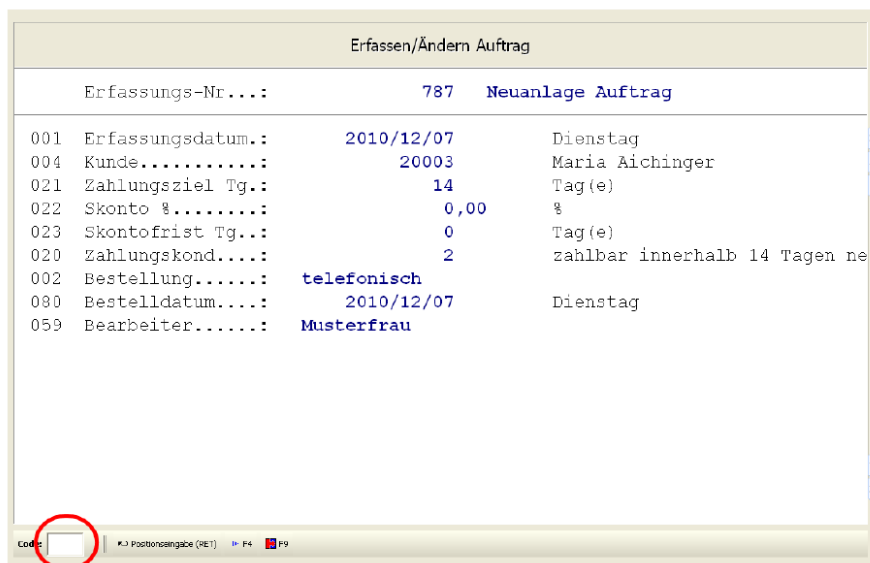 Erfassen/Ändern Auftrag
Erfassungs-Nr...: 787 Neuanlage Auftrag
001 Erfassungsdatum.: 2010/12/07 Dienstag
004 Kunde...........: 20003 Maria Aichinger
021 Zahlungsziel Tg.: 14 Tag(e)
022 Skonto %........: 0,00 %
023 Skontofrist Tg..: 0 Tag(e)
020 Zahlungskond....: 2 zahlbar innerhalb 14 Tagen ne
002 Bestellung......: telefonisch
080 Bestelldatum....: 2010/12/07 Dienstag
059 Bearbeiter......: Musterfrau
Code: Positionseingabe (RET) F4 F9